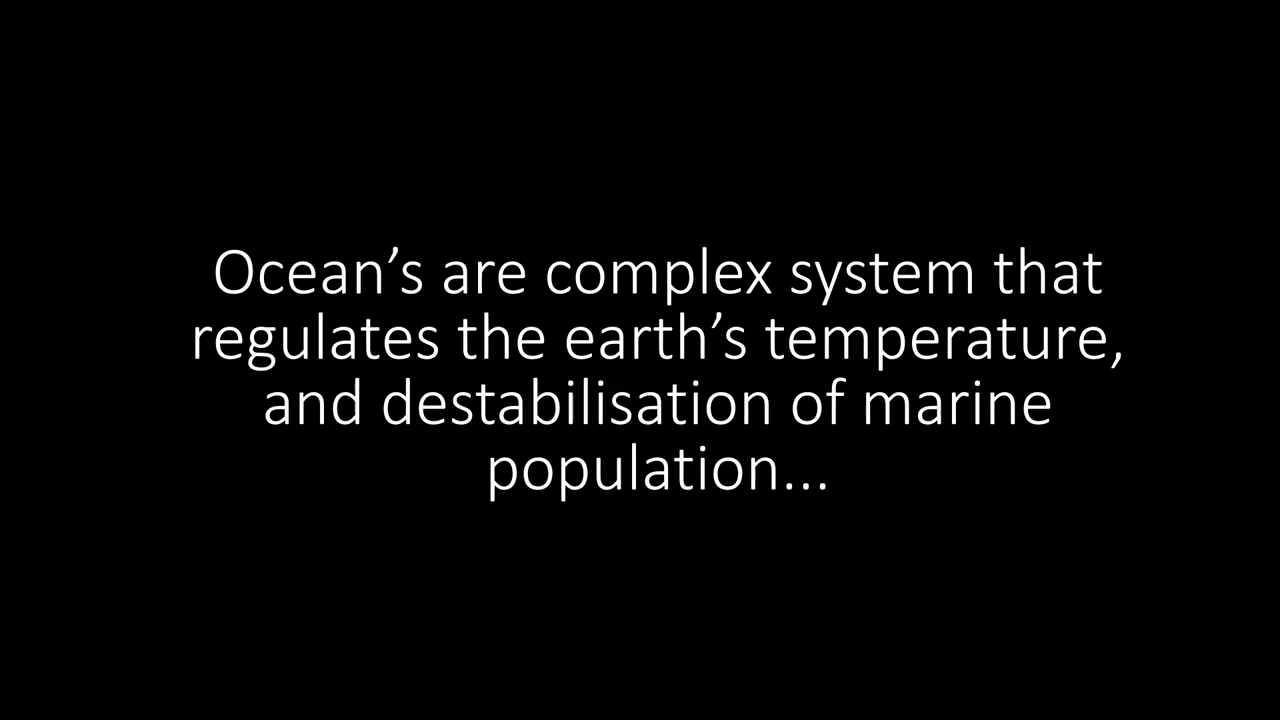 Ocean’s are complex system that
regulates the earth’s temperature,
and destabilisation of marine
population...